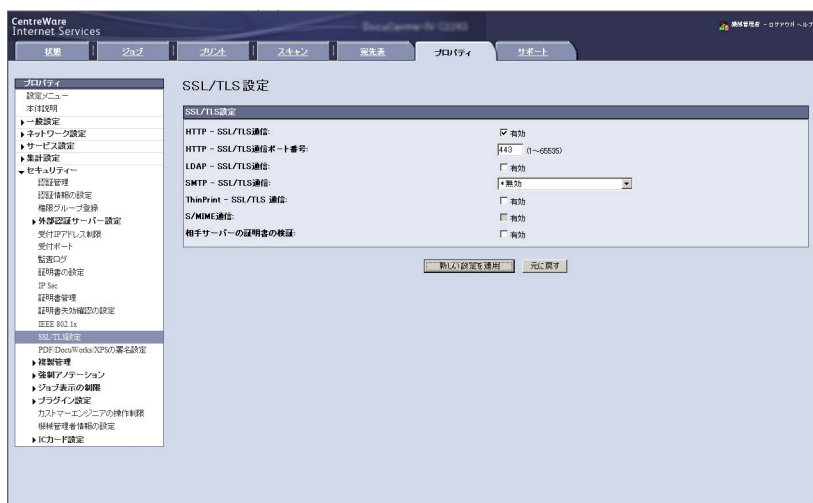 CentreWare
Internet Services
DocuCentre-IV C2263
機械管理者 - ログアウト ヘルプ
状態
ジョブ
プリント
スキャン
宛先表
プロパティ
サポート
プロパティ
設定メニュー
本体説明
一般設定
ネットワーク設定
サービス設定
集計設定
セキュリティー
認証管理
認証情報の設定
権限グループ登録
外部認証サーバー設定
受付IPアドレス制限
受付ポート
監査ログ
証明書の設定
IP Sec
証明書管理
証明書失効確認の設定
IEEE 802.1x
SSL/TLS設定
PDF/DocuWorks/XPSの署名設定
複製管理
強制アノテーション
ジョブ表示の制限
プラグイン設定
カストマーエンジニアの操作制限
機械管理者情報の設定
ICカード設定
SSL/TLS設定
SSL/TLS設定
HTTP - SSL/TLS通信: 有効
HTTP - SSL/TLS通信ポート番号: 443 (1～65535)
LDAP - SSL/TLS通信: 有効
SMTP - SSL/TLS通信: *無効
ThinPrint - SSL/TLS 通信: 有効
S/MIME通信: 有効
相手サーバーの証明書の検証: 有効
新しい設定を適用 元に戻す